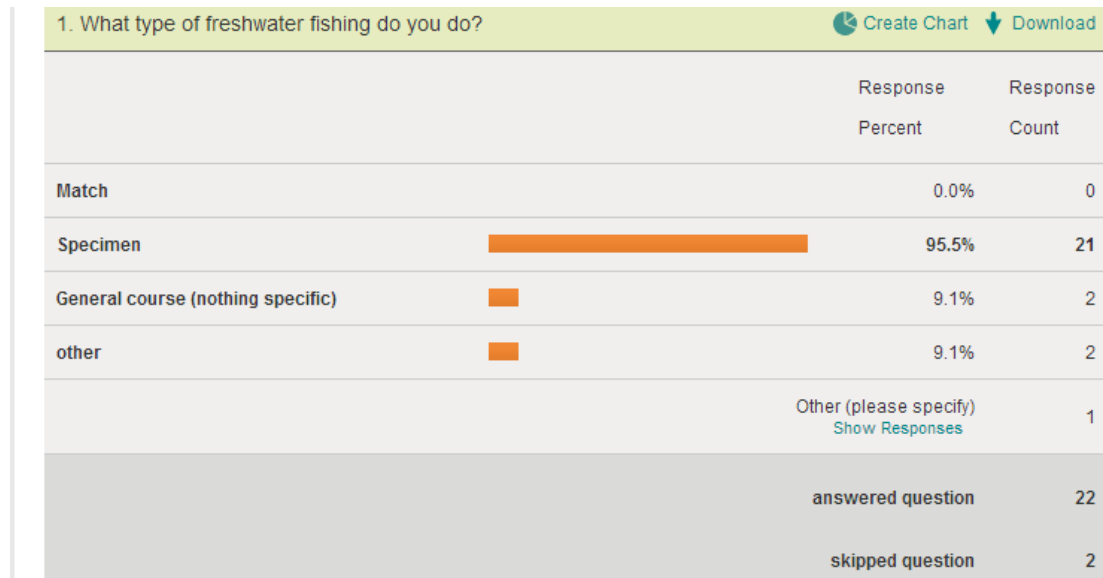 1. What type of freshwater fishing do you do? Create Chart Download
Response Response
Percent Count
Match 0.0% 0
Specimen 95.5% 21
General course (nothing specific) 9.1% 2
other 9.1% 2
Other (please specify) 1
Show Responses
answered question 22
skipped question 2